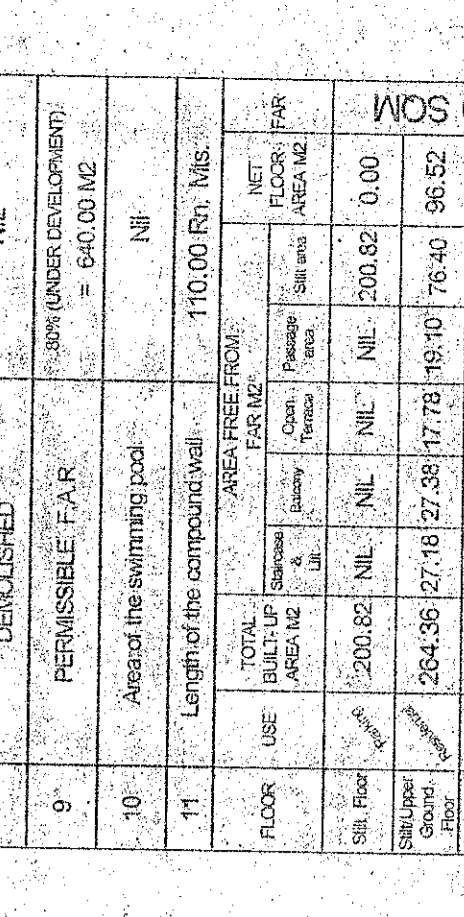 DEMOLISHED
9 PERMISSIBLE F.A.R 80% (UNDER DEVELOPMENT)
= 640.00 M2
10 Area of the swimming pool Nil
11 Length of the compound wall 110.00 Rn. Mts.
FLOOR USE TOTAL BUILT- UP AREA M2 AREA FREE FROM FAR M2 NET FLOOR AREA M2 FAR
Staircase & Lift Balcony Open Terrace Passage area Stilt area
Stilt Floor Parking 200.82 NIL NIL NIL NIL 200.82 0.00
Stilt/Upper Ground Floor Residential 264.36 27.18 27.38 17.78 19.10 76.40 96.52
SQM